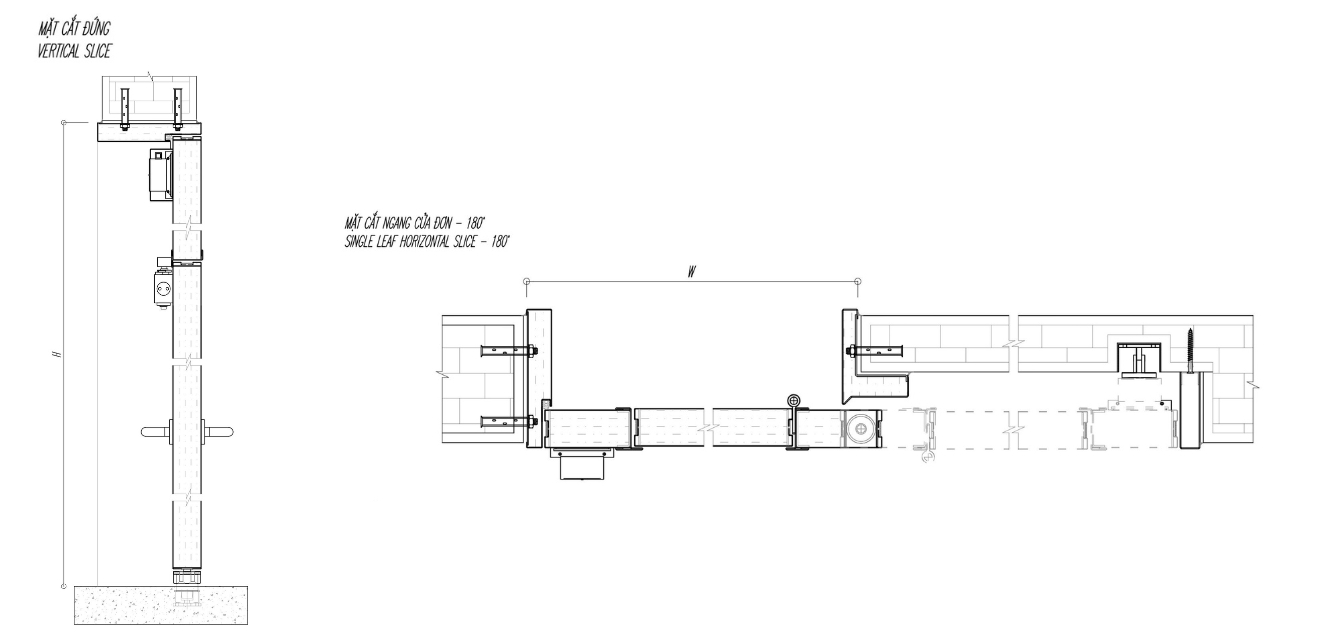 MẶT CẮT ĐỨNG
VERTICAL SLICE
MẶT CẮT NGANG CỬA ĐƠN - 180°
SINGLE LEAF HORIZONTAL SLICE - 180°
W
H